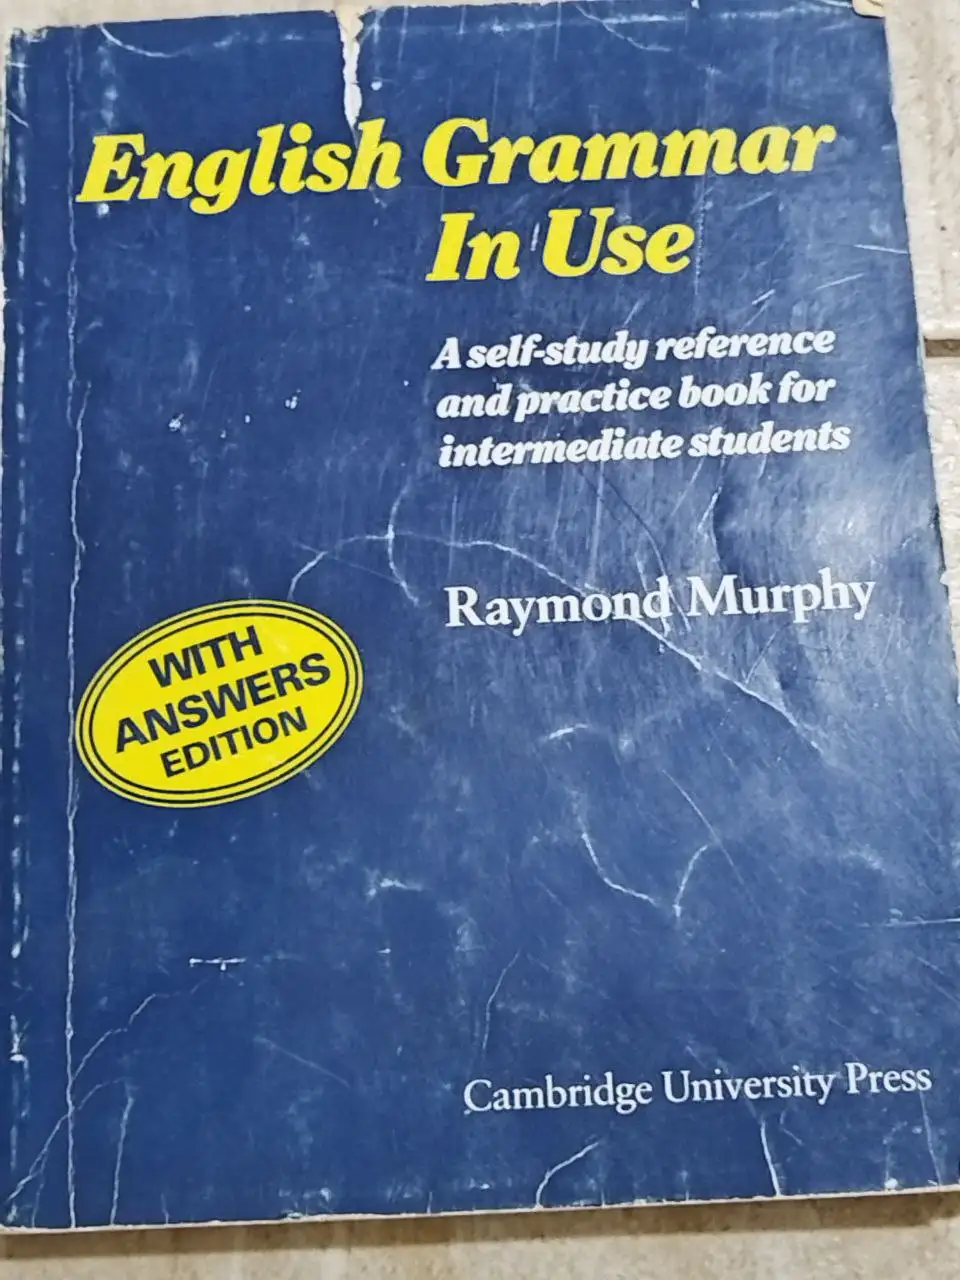 English Grammar
In Use
A self-study reference
and practice book for
intermediate students
Raymond Murphy
WITH
ANSWERS
EDITION
Cambridge University Press